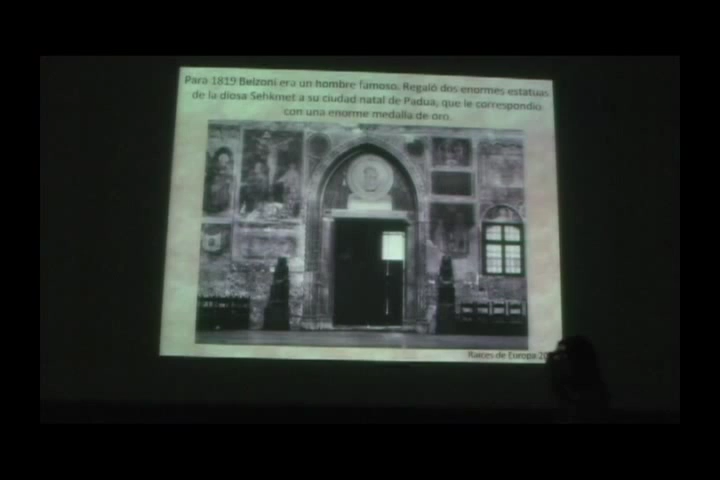 Para 1819 Belzoni era un hombre famoso. Regaló dos enormes estatuas
de la diosa Sehkmet a su ciudad natal de Padua, que le correspondió
con una enorme medalla de oro.
Raíces de Europa